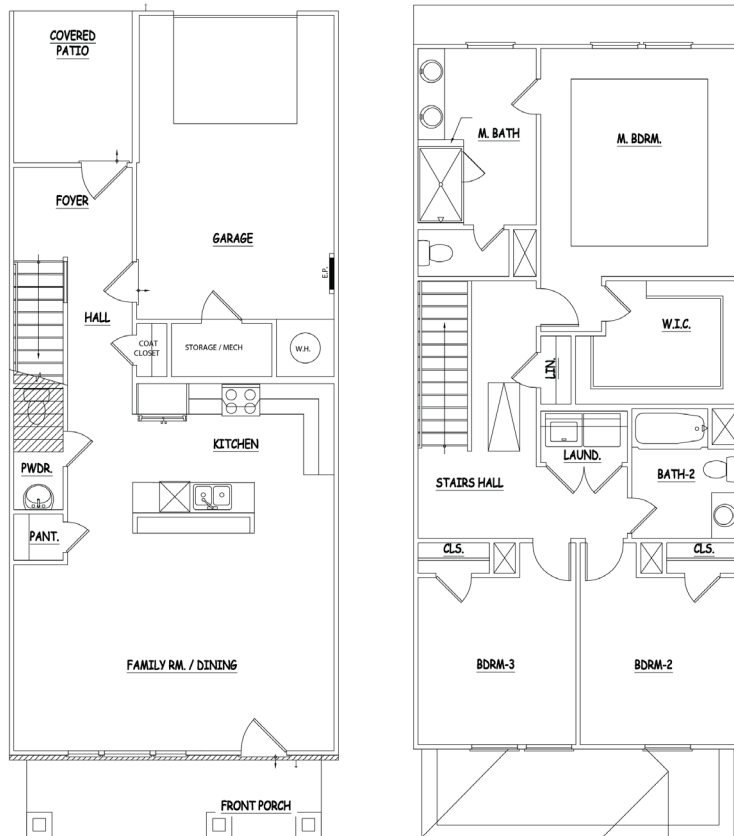 COVERED
PATIO
FOYER
GARAGE
E.P.
HALL
COAT
CLOSET
STORAGE / MECH
W.H.
KITCHEN
PWDR.
PANT.
FAMILY RM. / DINING
FRONT PORCH
M. BATH
M. BDRM.
W.I.C.
LIN.
LAUND.
STAIRS HALL
BATH-2
CLS.
CLS.
BDRM-3
BDRM-2